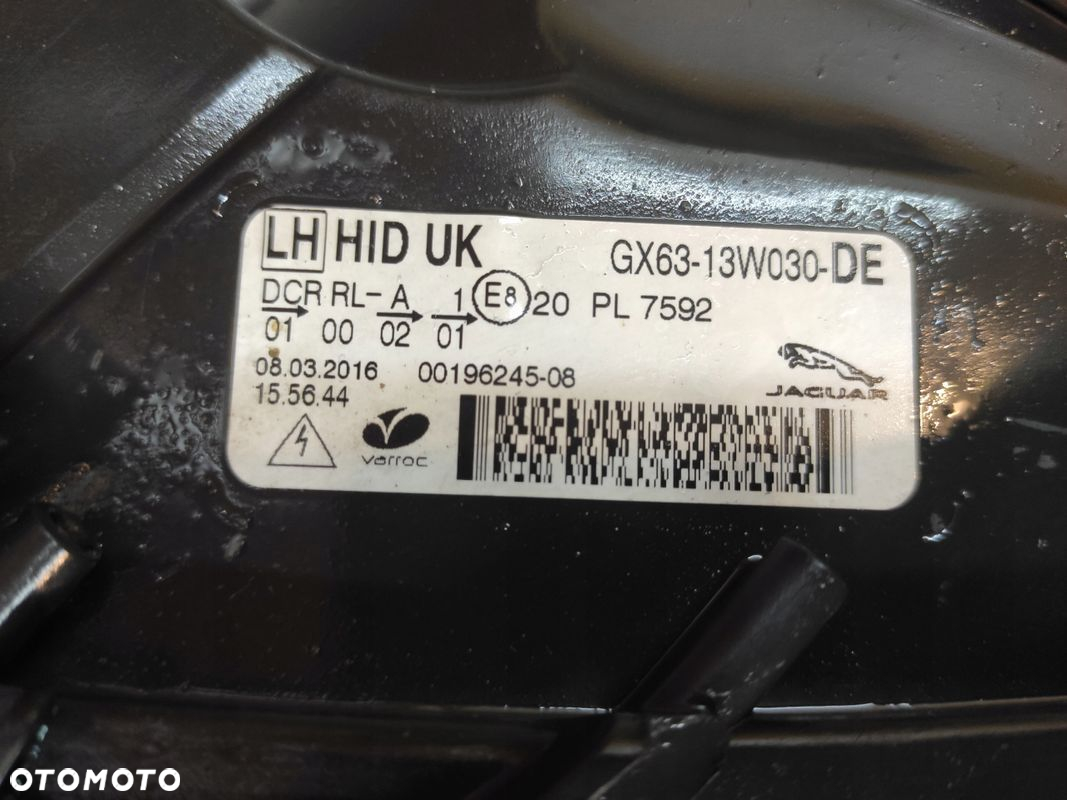 LH HID UK GX63-13W030-DE
DCR RL- A 1 E8 20 PL 7592
01 00 02 01
08.03.2016 00196245-08
15.56.44
JAGUAR
varroc
OTOMOTO